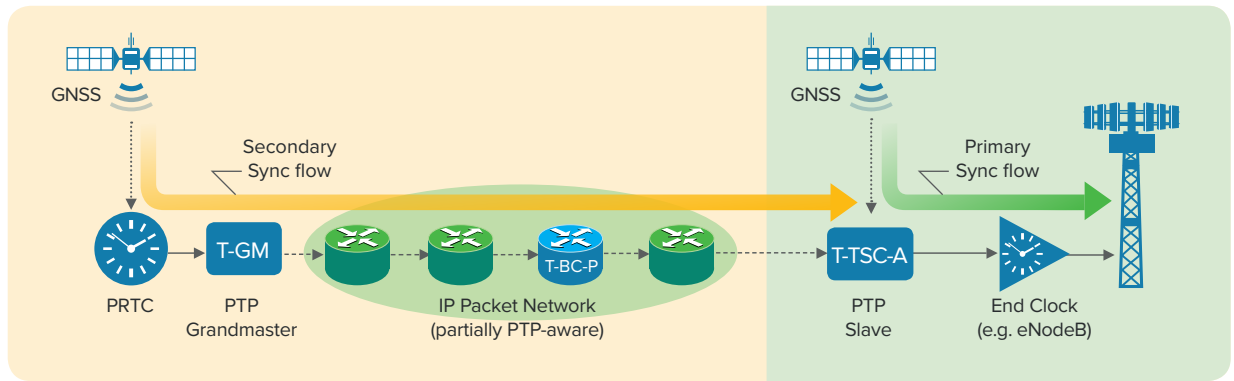 GNSS
Secondary
Sync flow
GNSS
Primary
Sync flow
T-GM
T-BC-P
T-TSC-A
PRTC
PTP
Grandmaster
IP Packet Network
(partially PTP-aware)
PTP
Slave
End Clock
(e.g. eNodeB)